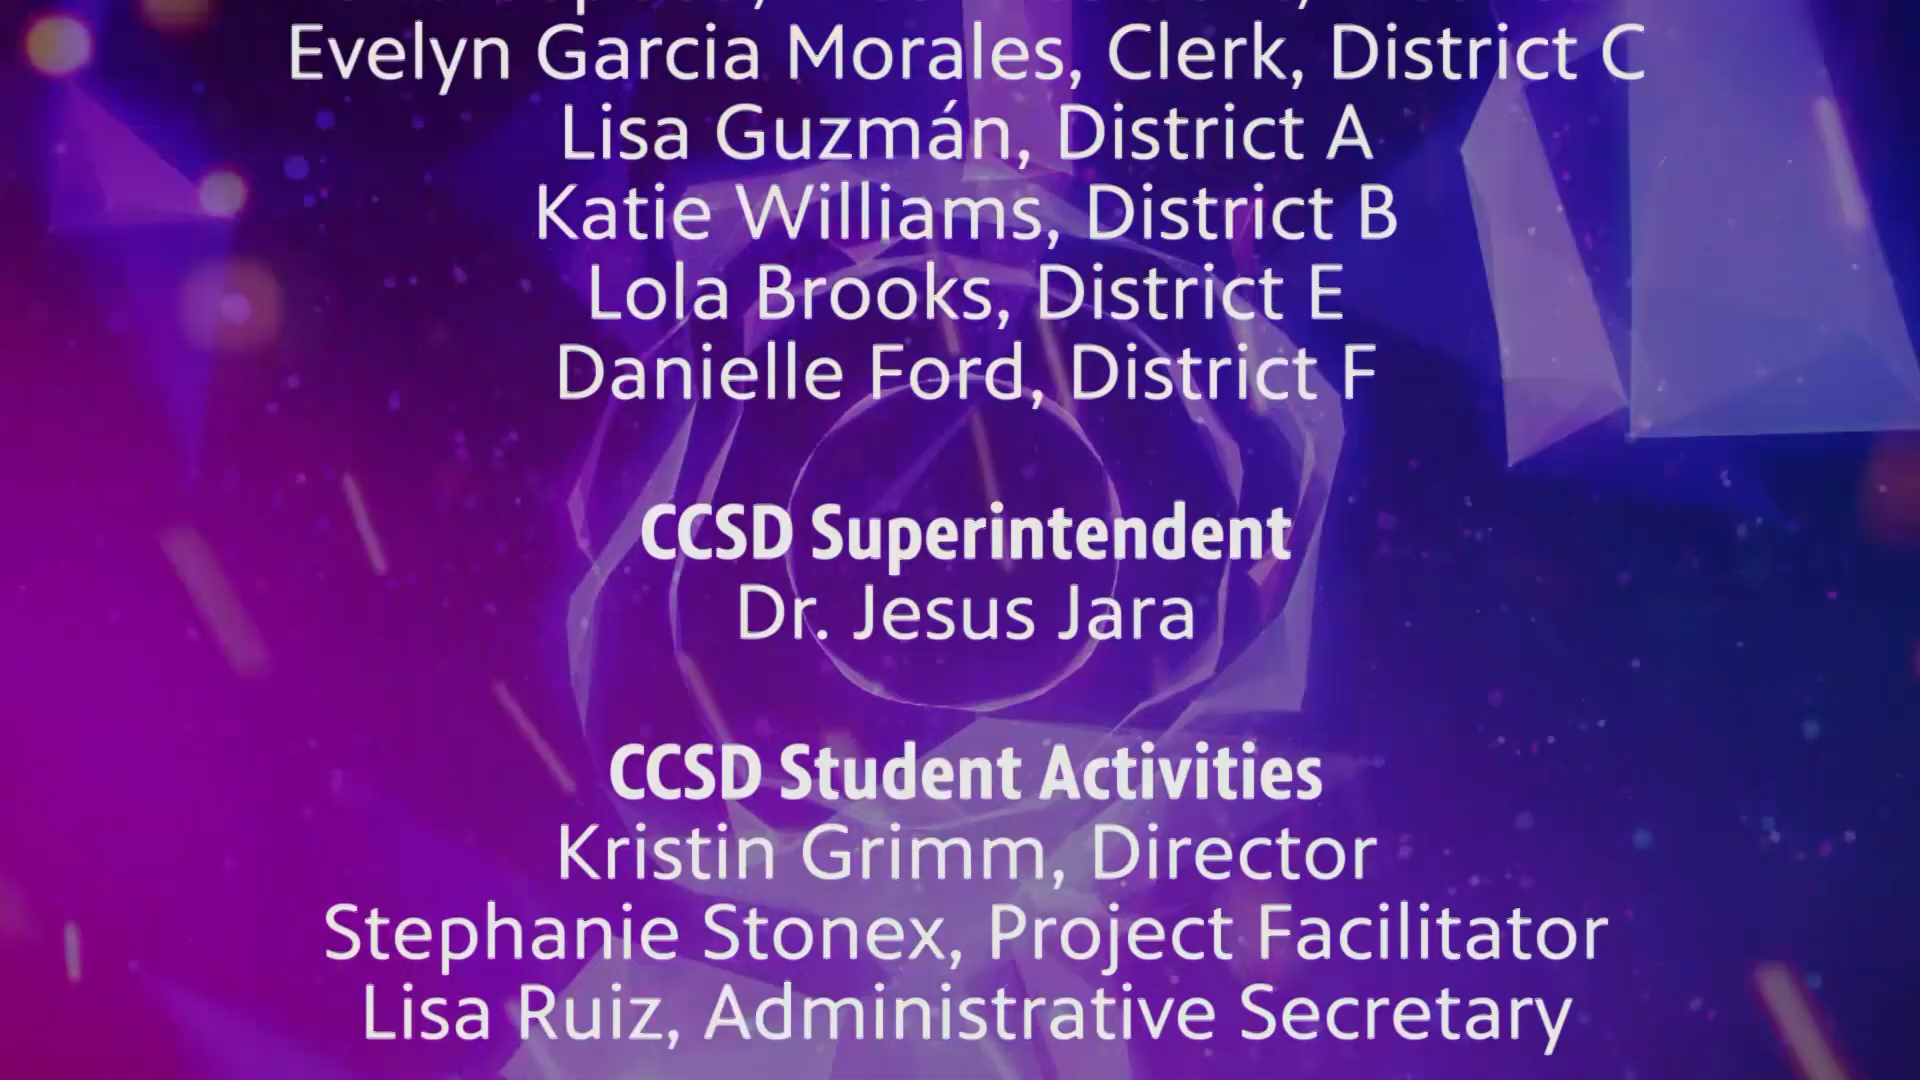 Evelyn Garcia Morales, Clerk, District C
Lisa Guzmán, District A
Katie Williams, District B
Lola Brooks, District E
Danielle Ford, District F
CCSD Superintendent
Dr. Jesus Jara
CCSD Student Activities
Kristin Grimm, Director
Stephanie Stonex, Project Facilitator
Lisa Ruiz, Administrative Secretary